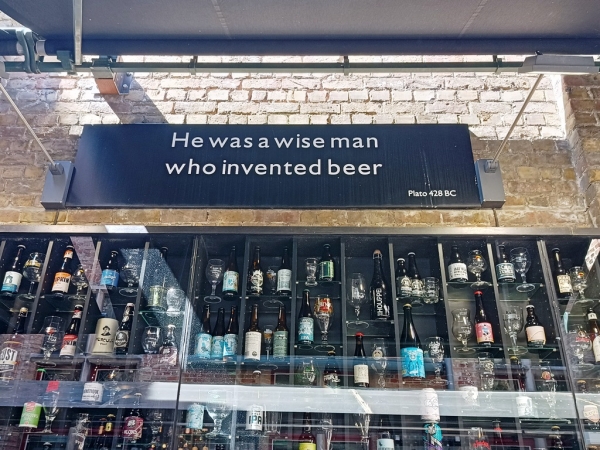 He was a wise man
who invented beer
Plato 428 BC